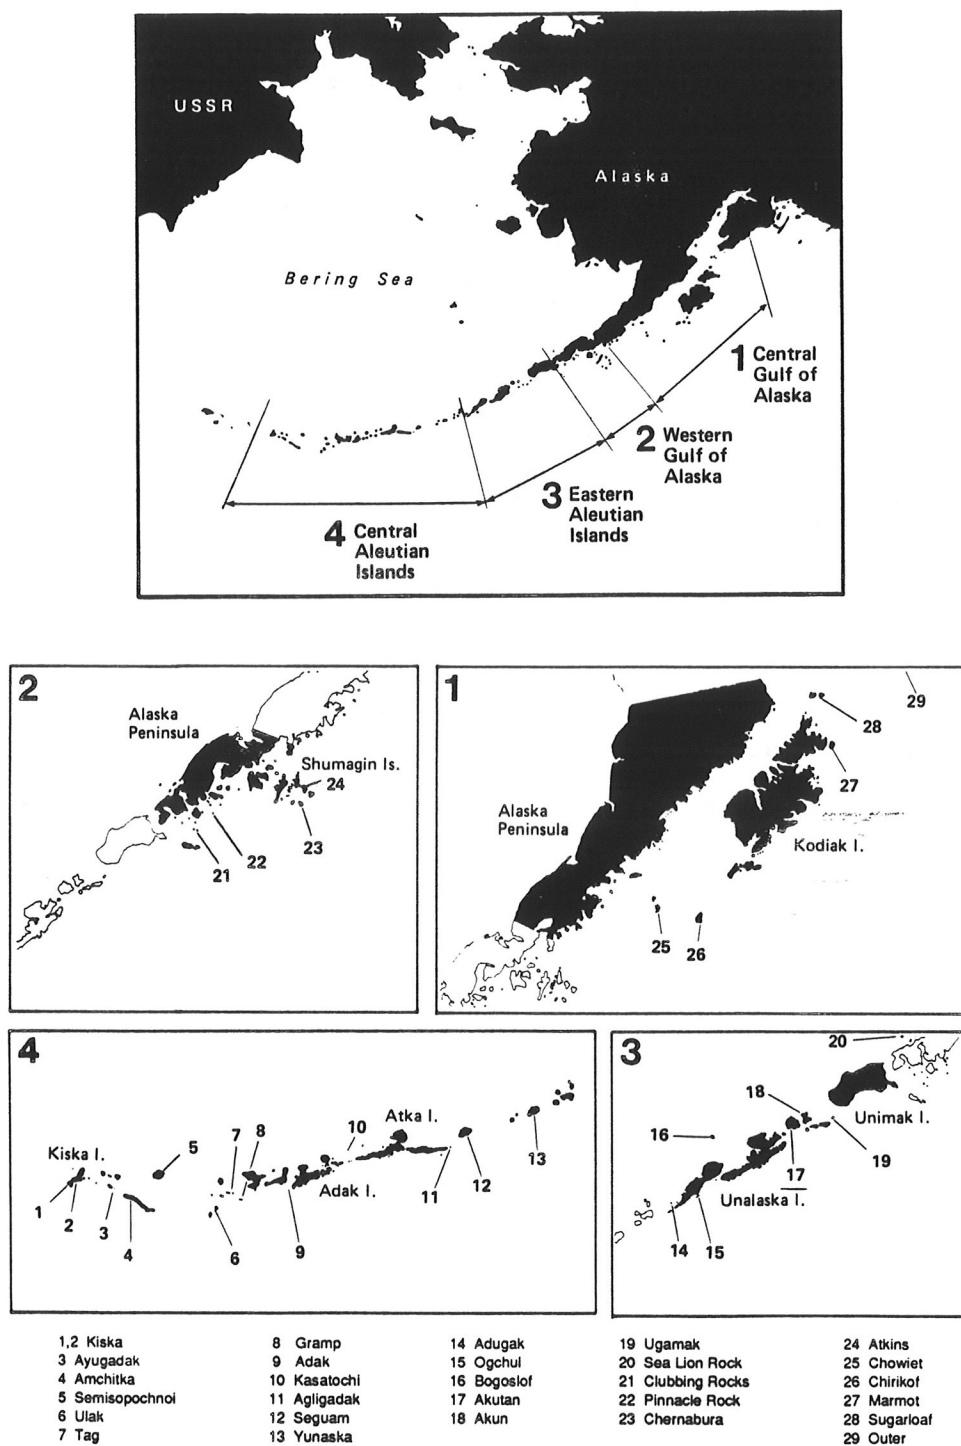 USSR
Alaska
Bering Sea
1 Central
Gulf of
Alaska
2 Western
Gulf of
Alaska
3 Eastern
Aleutian
Islands
4 Central
Aleutian
Islands
2
Alaska
Peninsula
Shumagin Is.
24
23
22
21
1
29
28
27
Alaska
Peninsula
Kodiak I.
25
26
4
Atka I.
10
8
7
5
Kiska I.
13
12
11
Adak I.
1
2
3
4
6
9
3
20
18
Unimak I.
16
19
17
Unalaska I.
14
15
1,2 Kiska
3 Ayugadak
4 Amchitka
5 Semisopochnoi
6 Ulak
7 Tag
8 Gramp
9 Adak
10 Kasatochi
11 Agligadak
12 Seguam
13 Yunaska
14 Adugak
15 Ogchul
16 Bogoslof
17 Akutan
18 Akun
19 Ugamak
20 Sea Lion Rock
21 Clubbing Rocks
22 Pinnacle Rock
23 Chernabura
24 Atkins
25 Chowiet
26 Chirikof
27 Marmot
28 Sugarloaf
29 Outer